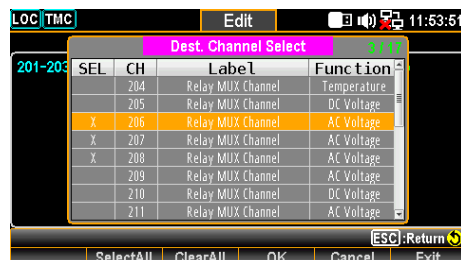 LOC TMC Edit 11:53:51
Dest. Channel Select 3/17
201-203 SEL CH Label Function
204 Relay MUX Channel Temperature
205 Relay MUX Channel DC Voltage
X 206 Relay MUX Channel AC Voltage
X 207 Relay MUX Channel AC Voltage
X 208 Relay MUX Channel AC Voltage
209 Relay MUX Channel AC Voltage
210 Relay MUX Channel DC Voltage
211 Relay MUX Channel AC Voltage
ESC :Return
SelectAll ClearAll OK Cancel Exit